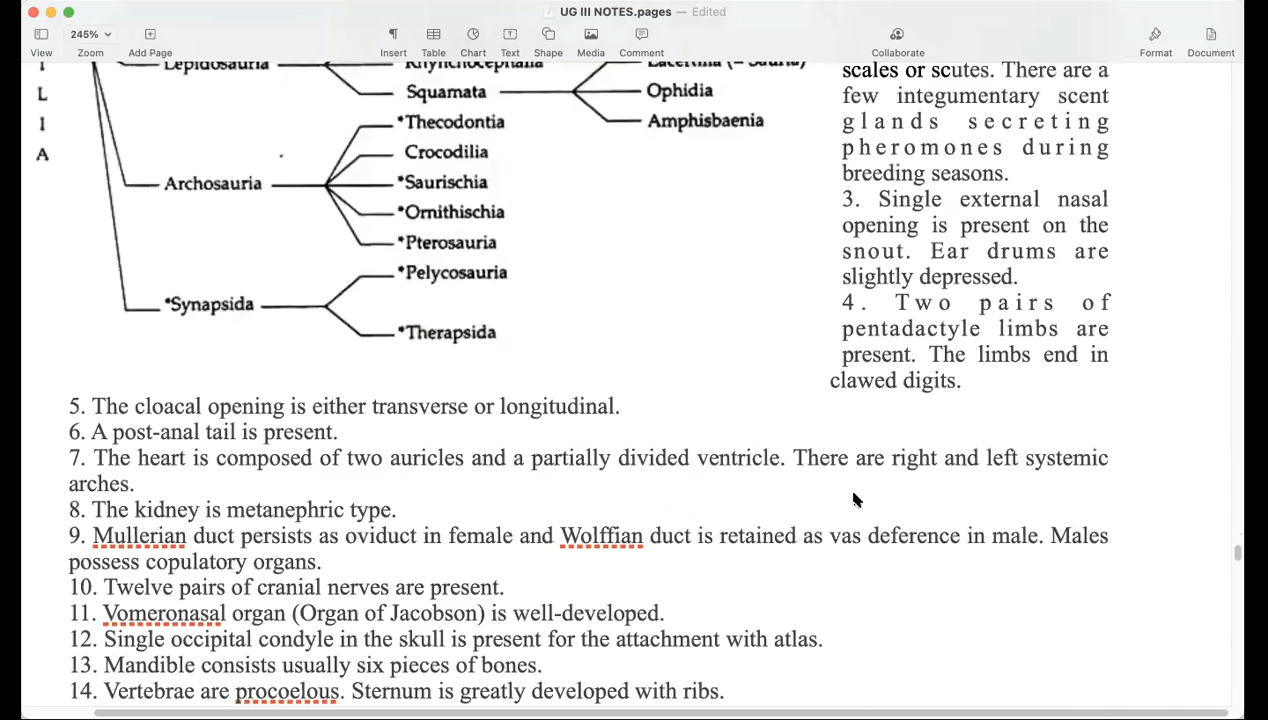 UG III NOTES.pages — Edited
245%
View Zoom Add Page Insert Table Chart Text Shape Media Comment Collaborate Format Document
I
L
I
A
Lepidosauria
Rhynchocephalia
Lacertilia (= Sauria)
Squamata
Ophidia
Amphisbaenia
Archosauria
*Thecodontia
Crocodilia
*Saurischia
*Ornithischia
*Pterosauria
*Synapsida
*Pelycosauria
*Therapsida
scales or scutes. There are a
few integumentary scent
glands secreting
pheromones during
breeding seasons.
3. Single external nasal
opening is present on the
snout. Ear drums are
slightly depressed.
4. Two pairs of
pentadactyle limbs are
present. The limbs end in
clawed digits.
5. The cloacal opening is either transverse or longitudinal.
6. A post-anal tail is present.
7. The heart is composed of two auricles and a partially divided ventricle. There are right and left systemic
arches.
8. The kidney is metanephric type.
9. Mullerian duct persists as oviduct in female and Wolffian duct is retained as vas deference in male. Males
possess copulatory organs.
10. Twelve pairs of cranial nerves are present.
11. Vomeronasal organ (Organ of Jacobson) is well-developed.
12. Single occipital condyle in the skull is present for the attachment with atlas.
13. Mandible consists usually six pieces of bones.
14. Vertebrae are procoelous. Sternum is greatly developed with ribs.